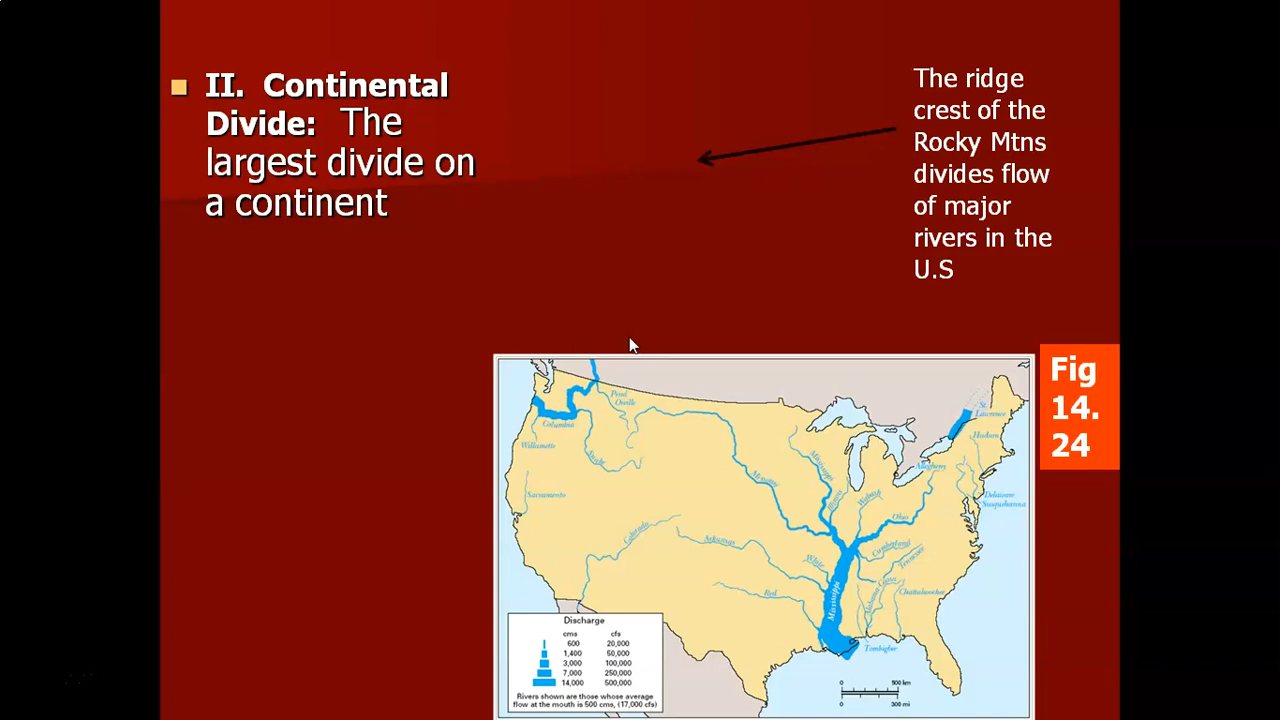 II. Continental
Divide: The
largest divide on
a continent
The ridge
crest of the
Rocky Mtns
divides flow
of major
rivers in the
U.S
Fig
14.
24
Pend
Oreille
Columbia
Willamette
Snake
Sacramento
Colorado
Missouri
Mississippi
Illinois
Wabash
Ohio
Allegheny
St.
Lawrence
Hudson
Delaware
Susquehanna
Cumberland
Tennessee
Arkansas
White
Red
Mississippi
Alabama Coosa
Chattahoochee
Tombigbee
Discharge
cms cfs
600 20,000
1,400 50,000
3,000 100,000
7,000 250,000
14,000 500,000
Rivers shown are those whose average
flow at the mouth is 500 cms, (17,000 cfs)
0 500 km
0 300 mi